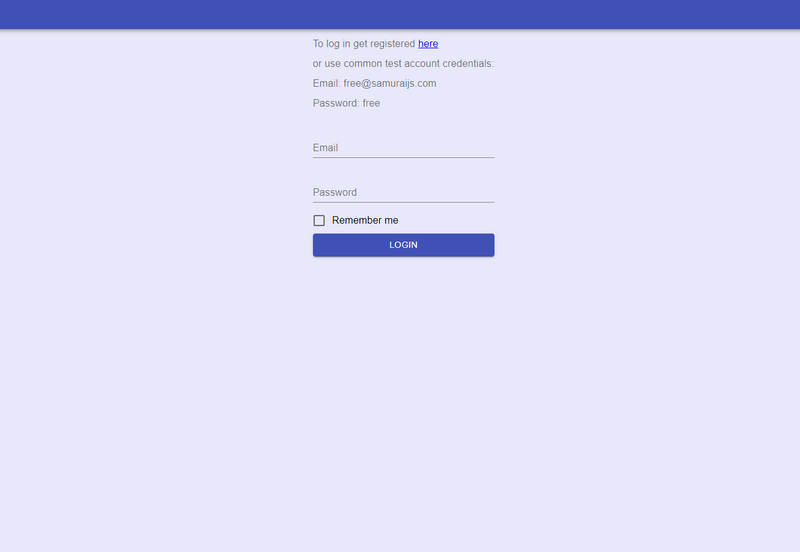 To log in get registered here
or use common test account credentials:
Email: free@samuraijs.com
Password: free
Email
Password
Remember me
LOGIN